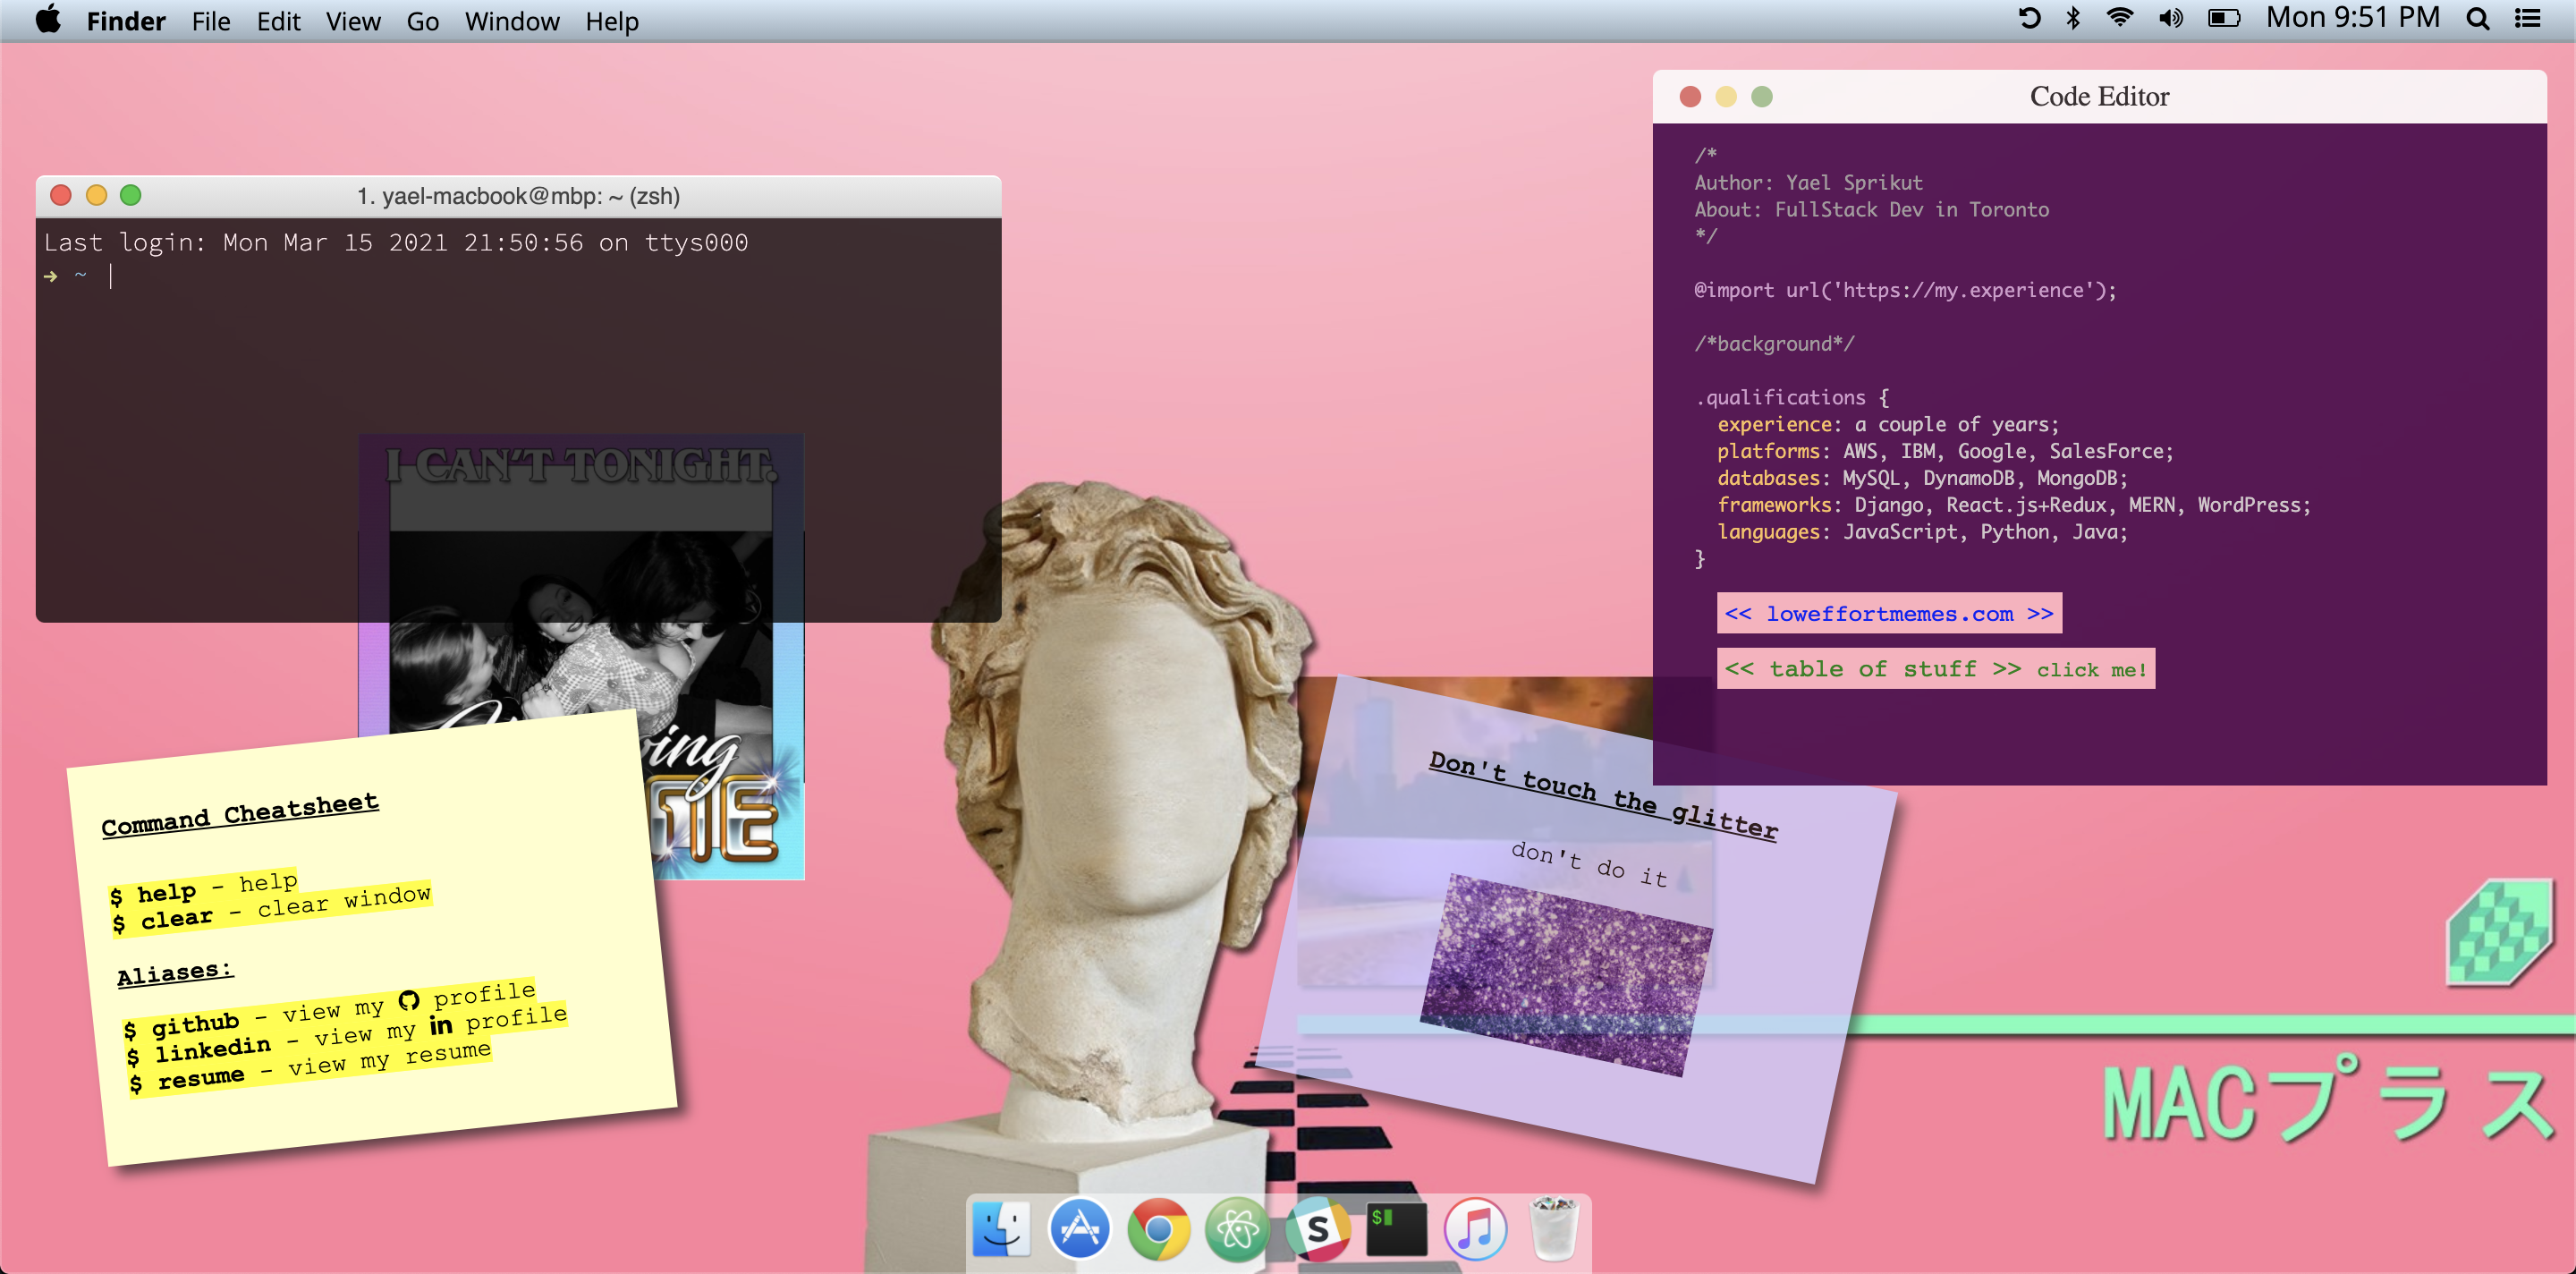 Finder File Edit View Go Window Help
Mon 9:51 PM
1. yael-macbook@mbp: ~ (zsh)
Last login: Mon Mar 15 2021 21:50:56 on ttys000
➜ ~
I CAN'T TONIGHT.
ving
ME
Command Cheatsheet
$ help - help
$ clear - clear window
Aliases:
$ github - view my profile
$ linkedin - view my in profile
$ resume - view my resume
Code Editor
/*
Author: Yael Sprikut
About: FullStack Dev in Toronto
*/
@import url('https://my.experience');
/*background*/
.qualifications {
experience: a couple of years;
platforms: AWS, IBM, Google, SalesForce;
databases: MySQL, DynamoDB, MongoDB;
frameworks: Django, React.js+Redux, MERN, WordPress;
languages: JavaScript, Python, Java;
}
<< loweffortmemes.com >>
<< table of stuff >> click me!
Don't touch the glitter
don't do it
MACプラス
S
$